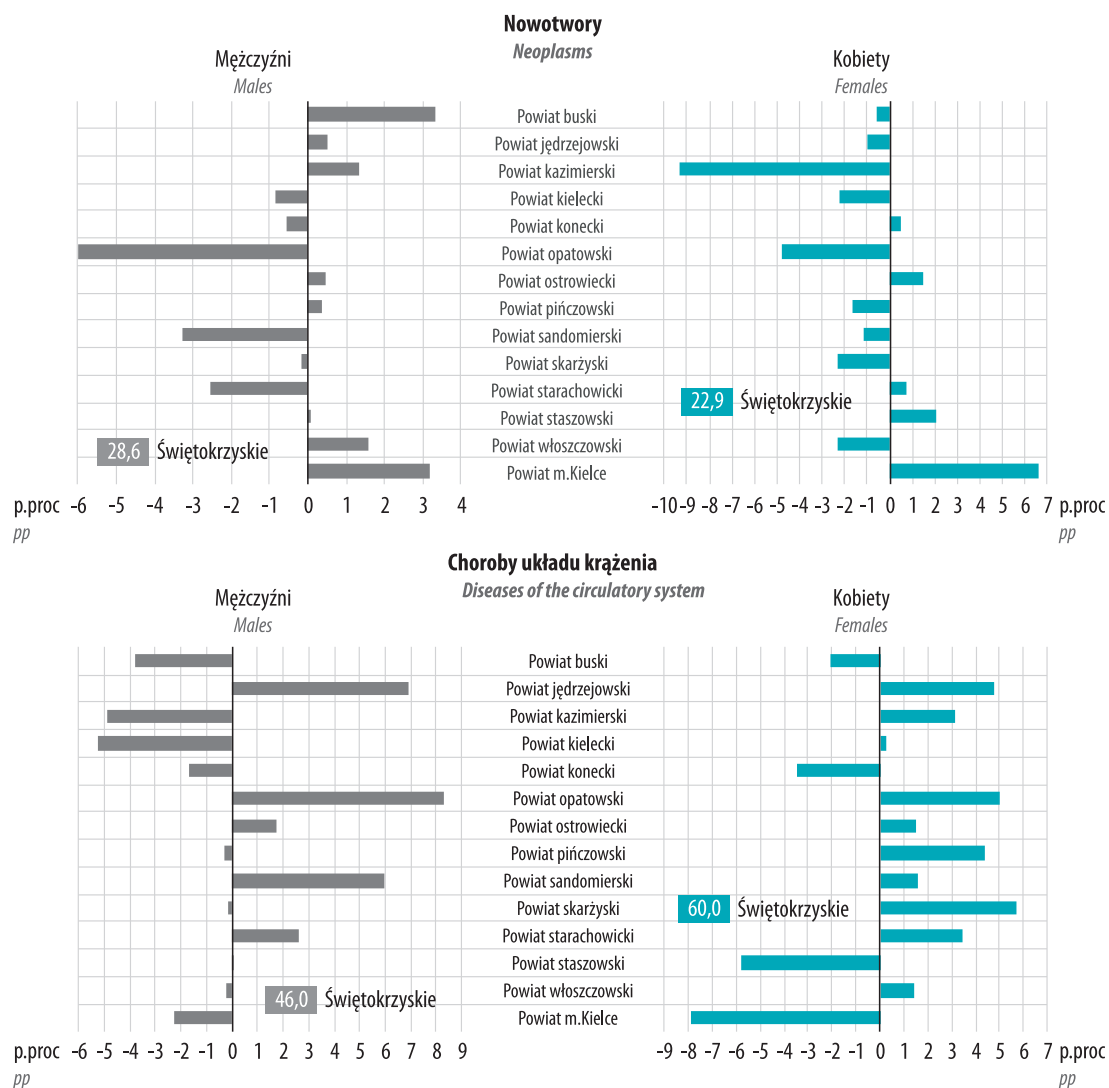 Nowotwory
Neoplasms
Mężczyźni
Males
Kobiety
Females
Powiat buski
Powiat jędrzejowski
Powiat kazimierski
Powiat kielecki
Powiat konecki
Powiat opatowski
Powiat ostrowiecki
Powiat pińczowski
Powiat sandomierski
Powiat skarżyski
Powiat starachowicki
Powiat staszowski
Powiat włoszczowski
Powiat m.Kielce
28,6 Świętokrzyskie
22,9 Świętokrzyskie
p.proc -6 -5 -4 -3 -2 -1 0 1 2 3 4
pp
-10 -9 -8 -7 -6 -5 -4 -3 -2 -1 0 1 2 3 4 5 6 7 p.proc
pp
Choroby układu krążenia
Diseases of the circulatory system
Mężczyźni
Males
Kobiety
Females
Powiat buski
Powiat jędrzejowski
Powiat kazimierski
Powiat kielecki
Powiat konecki
Powiat opatowski
Powiat ostrowiecki
Powiat pińczowski
Powiat sandomierski
Powiat skarżyski
Powiat starachowicki
Powiat staszowski
Powiat włoszczowski
Powiat m.Kielce
46,0 Świętokrzyskie
60,0 Świętokrzyskie
p.proc -6 -5 -4 -3 -2 -1 0 1 2 3 4 5 6 7 8 9
pp
-9 -8 -7 -6 -5 -4 -3 -2 -1 0 1 2 3 4 5 6 7 p.proc
pp